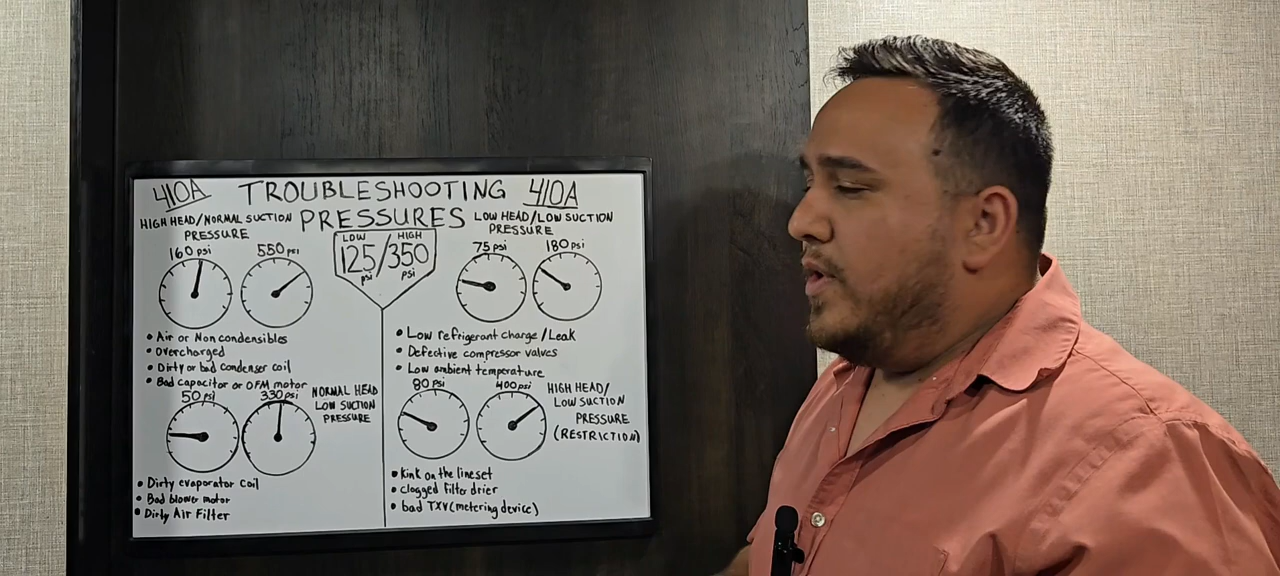 410A TROUBLESHOOTING 410A
PRESSURES
HIGH HEAD/NORMAL SUCTION
PRESSURE
160 psi 550 psi
LOW HIGH
125/350
psi psi
LOW HEAD/LOW SUCTION
PRESSURE
75 psi 180 psi
• Air or Non condensibles
• Overcharged
• Dirty or bad condenser coil
• Bad capacitor or OFM motor
• Low refrigerant charge/Leak
• Defective compressor valves
• Low ambient temperature
50 psi 330 psi
NORMAL HEAD
LOW SUCTION
PRESSURE
• Dirty evaporator coil
• Bad blower motor
• Dirty Air Filter
80 psi 400 psi
HIGH HEAD/
LOW SUCTION
PRESSURE
(RESTRICTION)
• Kink on the lineset
• clogged filter drier
• bad TXV (metering device)